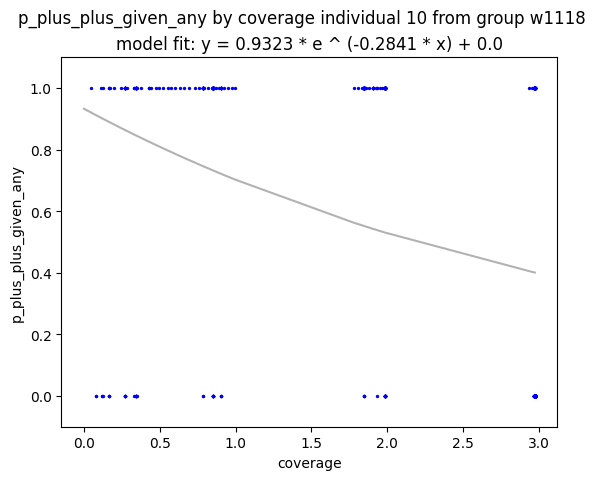 p_plus_plus_given_any by coverage individual 10 from group w1118
model fit: y = 0.9323 * e ^ (-0.2841 * x) + 0.0
p_plus_plus_given_any
1.0
0.8
0.6
0.4
0.2
0.0
0.0 0.5 1.0 1.5 2.0 2.5 3.0
coverage